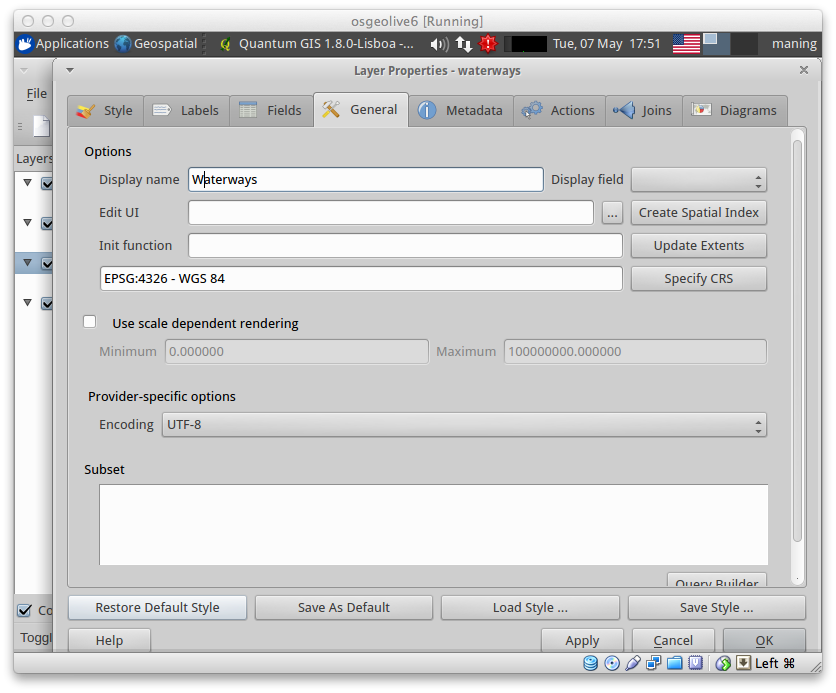 osgeolive6 [Running]
Applications Geospatial Quantum GIS 1.8.0-Lisboa -... Tue, 07 May 17:51 maning
Layer Properties - waterways
File
Style Labels Fields General Metadata Actions Joins Diagrams
Layers
Options
Display name Waterways Display field
Edit UI ... Create Spatial Index
Init function Update Extents
EPSG:4326 - WGS 84 Specify CRS
Use scale dependent rendering
Minimum 0.000000 Maximum 100000000.000000
Provider-specific options
Encoding UTF-8
Subset
Query Builder
Co
Restore Default Style Save As Default Load Style ... Save Style ...
Toggl
Help Apply Cancel OK
Left ⌘